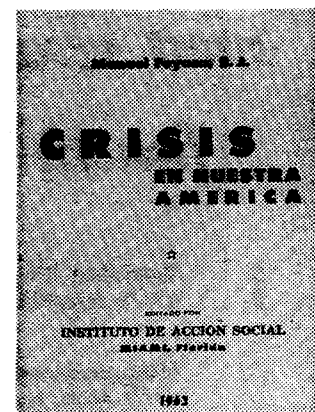 Manuel Foyaca, S. J.
CRISIS
EN NUESTRA
AMERICA
EDITADO POR
INSTITUTO DE ACCION SOCIAL
MIAMI, Florida
1963